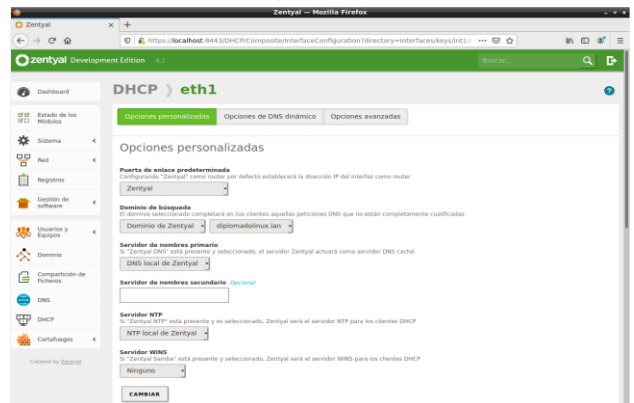 Zentyal — Mozilla Firefox
Zentyal
https://localhost:8443/DHCP/Composite/InterfaceConfiguration?directory=Interfaces/keys/int1/c
zentyal Development Edition 6.2
Buscar...
Dashboard
Estado de los Módulos
Sistema
Red
Registros
Gestión de software
Usuarios y Equipos
Dominio
Compartición de Ficheros
DNS
DHCP
Cortafuegos
Created by Zentyal
DHCP eth1
Opciones personalizadas Opciones de DNS dinámico Opciones avanzadas
Opciones personalizadas
Puerta de enlace predeterminada
Configurando "Zentyal" como router por defecto establecerá la dirección IP del interfaz como router
Zentyal
Dominio de búsqueda
El dominio seleccionado completará en tus clientes aquellas peticiones DNS que no están completamente cualificadas
Dominio de Zentyal diplomadolinux.lan
Servidor de nombres primario
Si "Zentyal DNS" está presente y seleccionado, el servidor Zentyal actuará como servidor DNS caché
DNS local de Zentyal
Servidor de nombres secundario Opcional
Servidor NTP
Si "Zentyal NTP" está presente y es seleccionado, Zentyal será el servidor NTP para los clientes DHCP
NTP local de Zentyal
Servidor WINS
Si "Zentyal Samba" está presente y seleccionado, Zentyal será el servidor WINS para los clientes DHCP
Ninguno
CAMBIAR